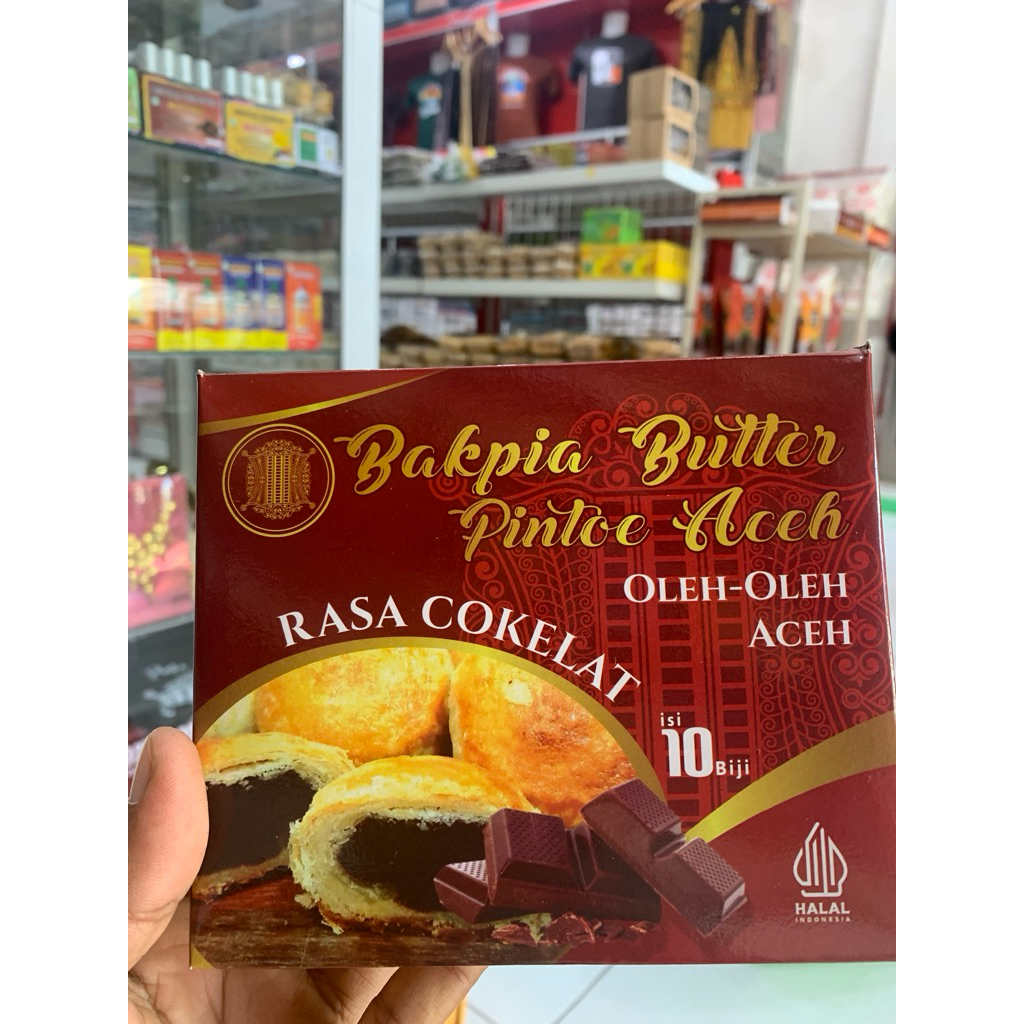 Bakpia Butter
Pintoe Aceh
OLEH-OLEH
ACEH
RASA COKELAT
isi
10 Biji
HALAL
INDONESIA